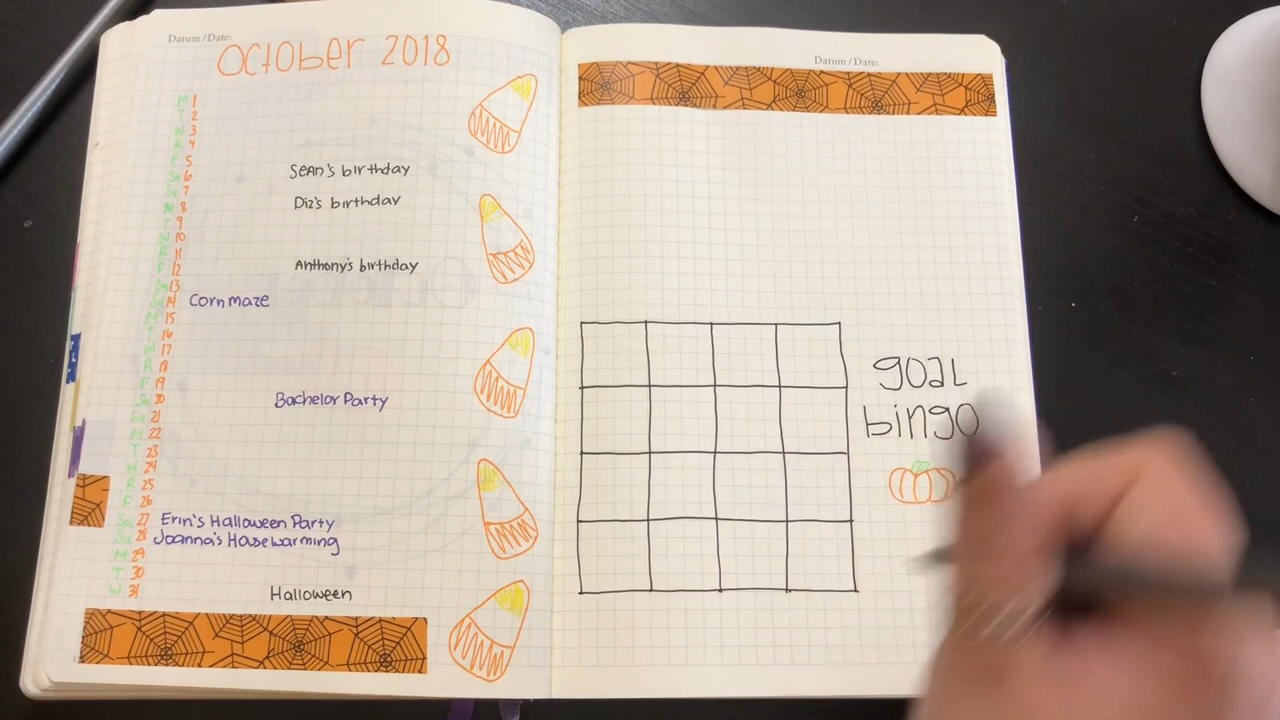 Datum / Date:
October 2018
M 1
T 2
W 3
R 4
F 5
Sa 6
Su 7
M 8
T 9
W 10
R 11
F 12
Sa 13
Su 14 Corn maze
M 15
T 16
W 17
R 18
F 19
Sa 20
Su 21
M 22
T 23
W 24
R 25
F 26
Sa 27 Erin's Halloween Party
Su 28 Joanna's Housewarming
M 29
T 30
W 31
Sean's birthday
Diz's birthday
Anthony's birthday
Bachelor Party
Halloween
Datum / Date:
goal
bingo